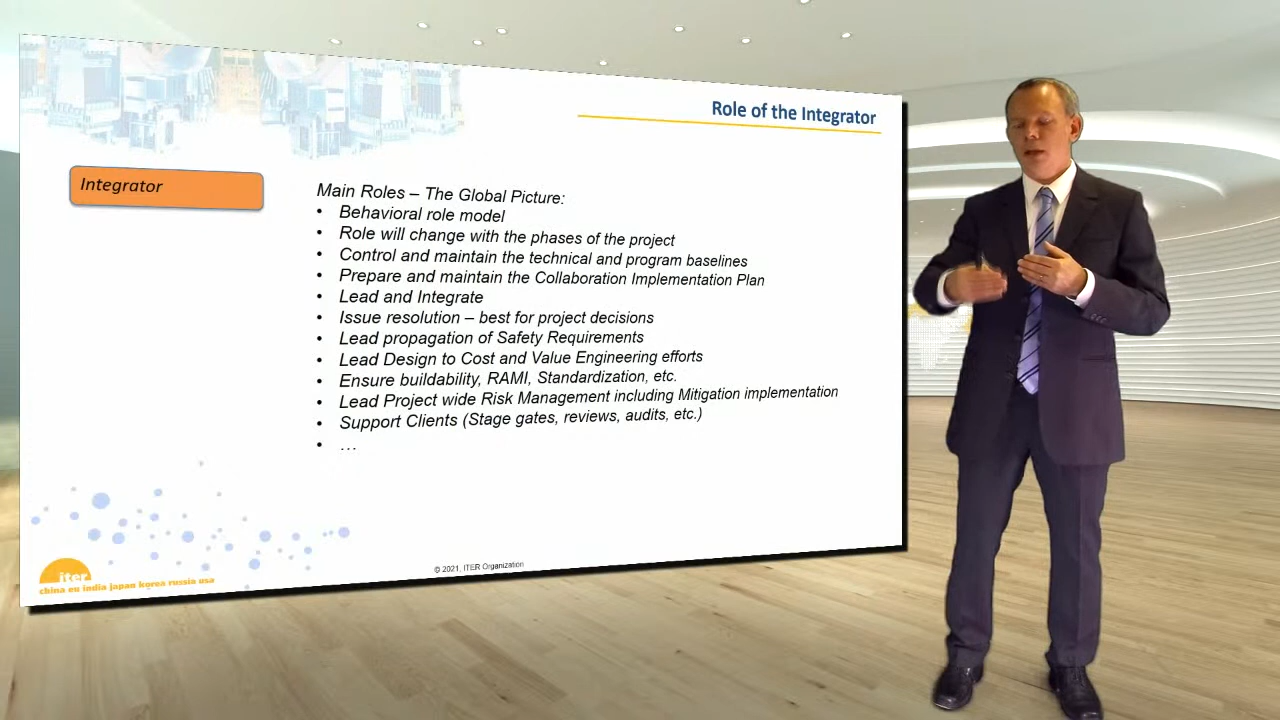 Role of the Integrator
Integrator
Main Roles – The Global Picture:
• Behavioral role model
• Role will change with the phases of the project
• Control and maintain the technical and program baselines
• Prepare and maintain the Collaboration Implementation Plan
• Lead and Integrate
• Issue resolution – best for project decisions
• Lead propagation of Safety Requirements
• Lead Design to Cost and Value Engineering efforts
• Ensure buildability, RAMI, Standardization, etc.
• Lead Project wide Risk Management including Mitigation implementation
• Support Clients (Stage gates, reviews, audits, etc.)
• ...
iter
china eu india japan korea russia usa
© 2021, ITER Organization